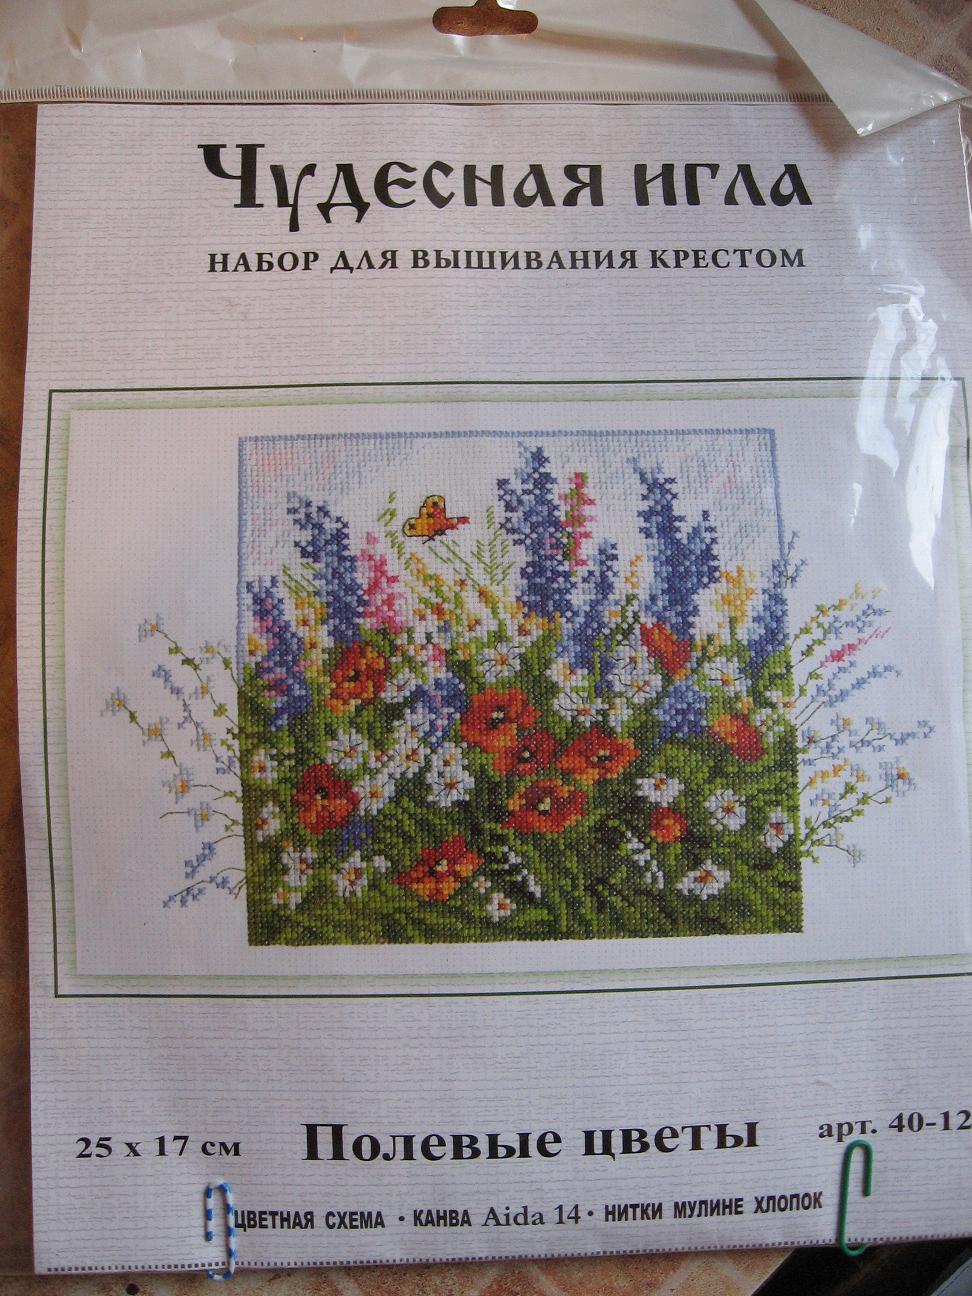 Чудесная игла
НАБОР ДЛЯ ВЫШИВАНИЯ КРЕСТОМ
25 x 17 см Полевые цветы арт. 40-12
ЦВЕТНАЯ СХЕМА • КАНВА Aida 14 • НИТКИ МУЛИНЕ ХЛОПОК